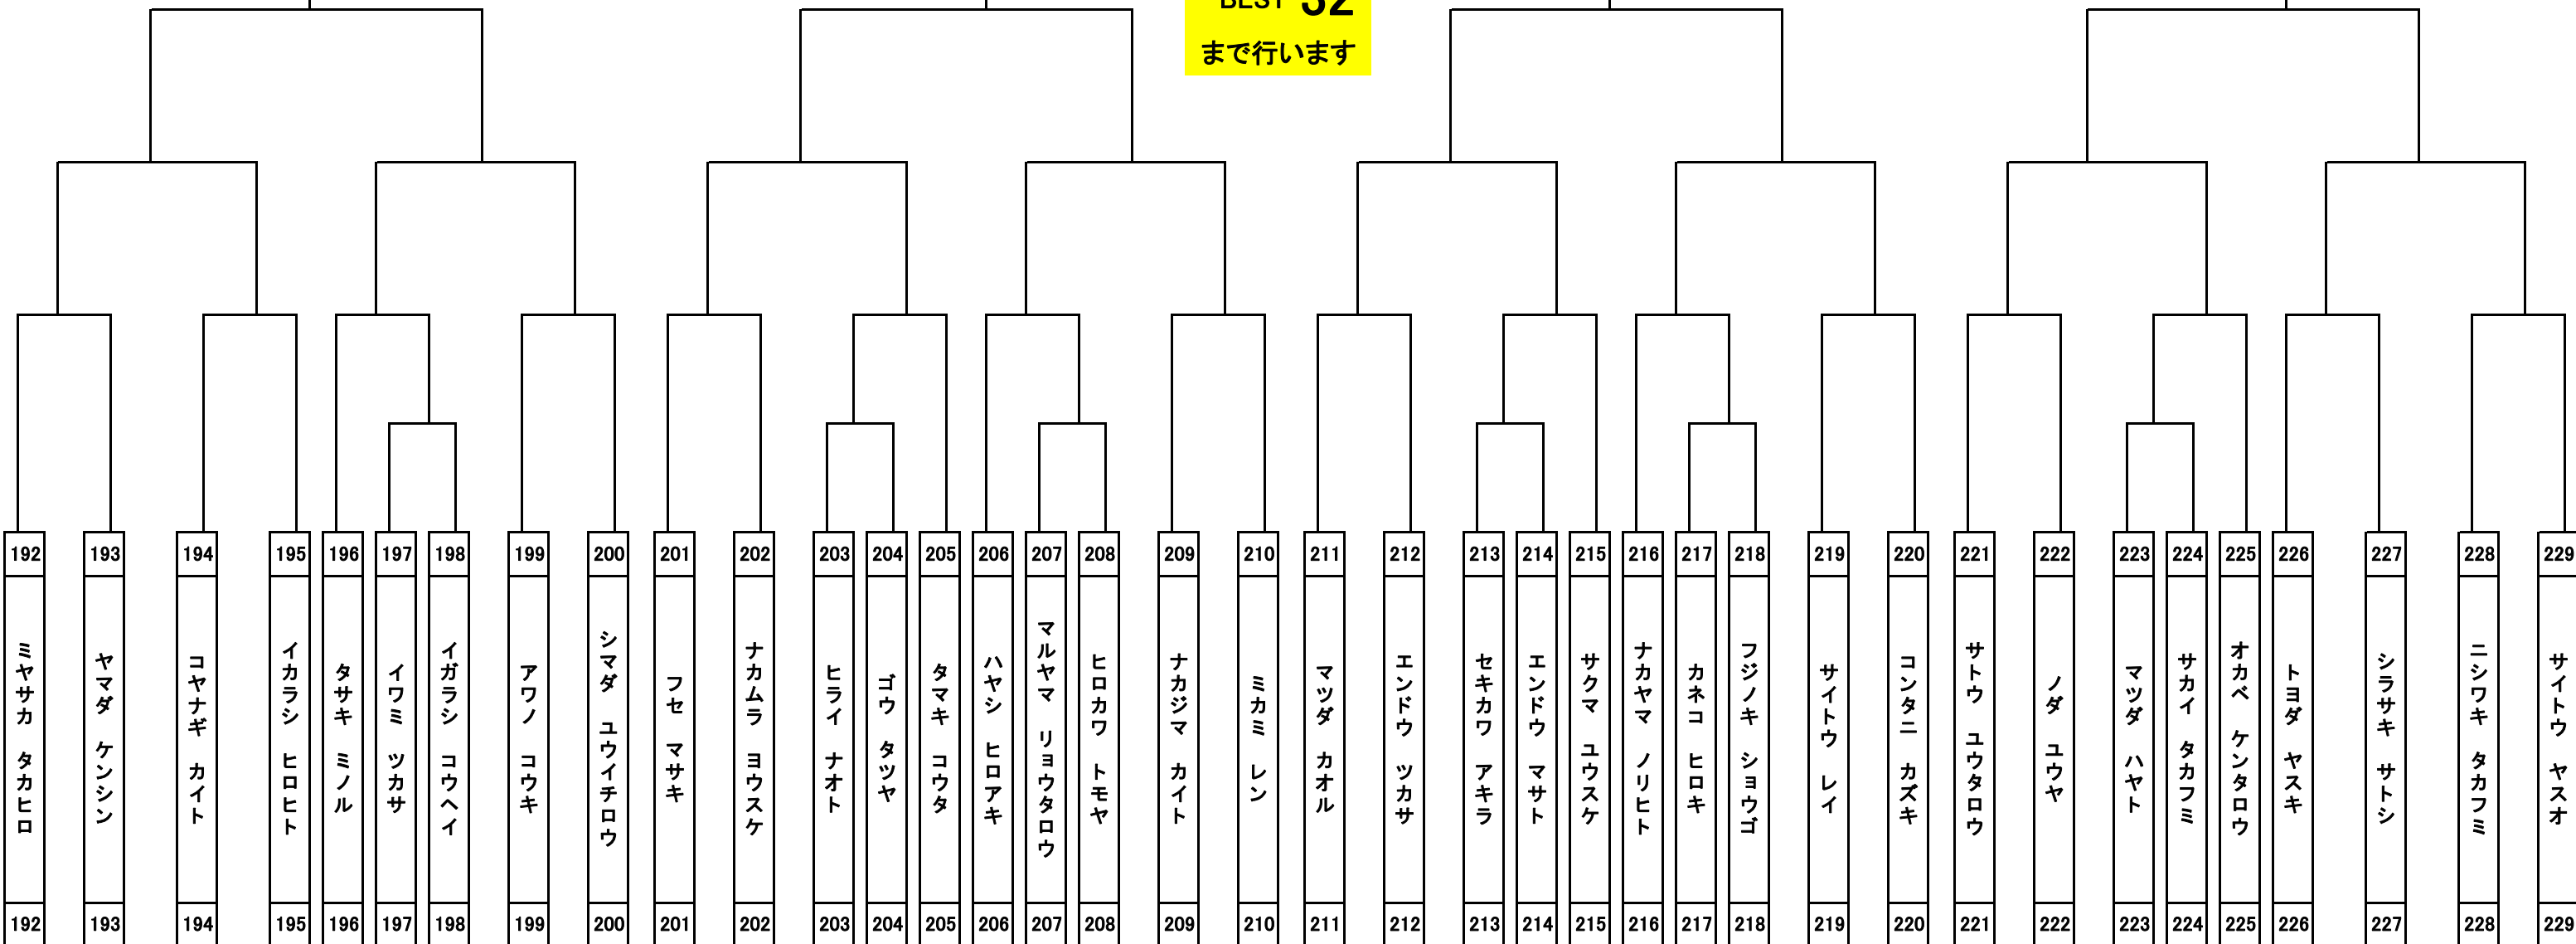 BEST 32
まで行います
192 193 194 195 196 197 198 199 200 201 202 203 204 205 206 207 208 209 210 211 212 213 214 215 216 217 218 219 220 221 222 223 224 225 226 227 228 229
ミヤサカ タカヒロ
ヤマダ ケンシン
コヤナギ カイト
イカラシ ヒロヒト
タサキ ミノル
イワミ ツカサ
イガラシ コウヘイ
アワノ コウキ
シマダ ユウイチロウ
フセ マサキ
ナカムラ ヨウスケ
ヒライ ナオト
ゴウ タツヤ
タマキ コウタ
ハヤシ ヒロアキ
マルヤマ リョウタロウ
ヒロカワ トモヤ
ナカジマ カイト
ミカミ レン
マツダ カオル
エンドウ ツカサ
セキカワ アキラ
エンドウ マサト
サクマ ユウスケ
ナカヤマ ノリヒト
カネコ ヒロキ
フジノキ ショウゴ
サイトウ レイ
コンタニ カズキ
サトウ ユウタロウ
ノダ ユウヤ
マツダ ハヤト
サカイ タカフミ
オカベ ケンタロウ
トヨダ ヤスキ
シラサキ サトシ
ニシワキ タカフミ
サイトウ ヤスオ
192 193 194 195 196 197 198 199 200 201 202 203 204 205 206 207 208 209 210 211 212 213 214 215 216 217 218 219 220 221 222 223 224 225 226 227 228 229